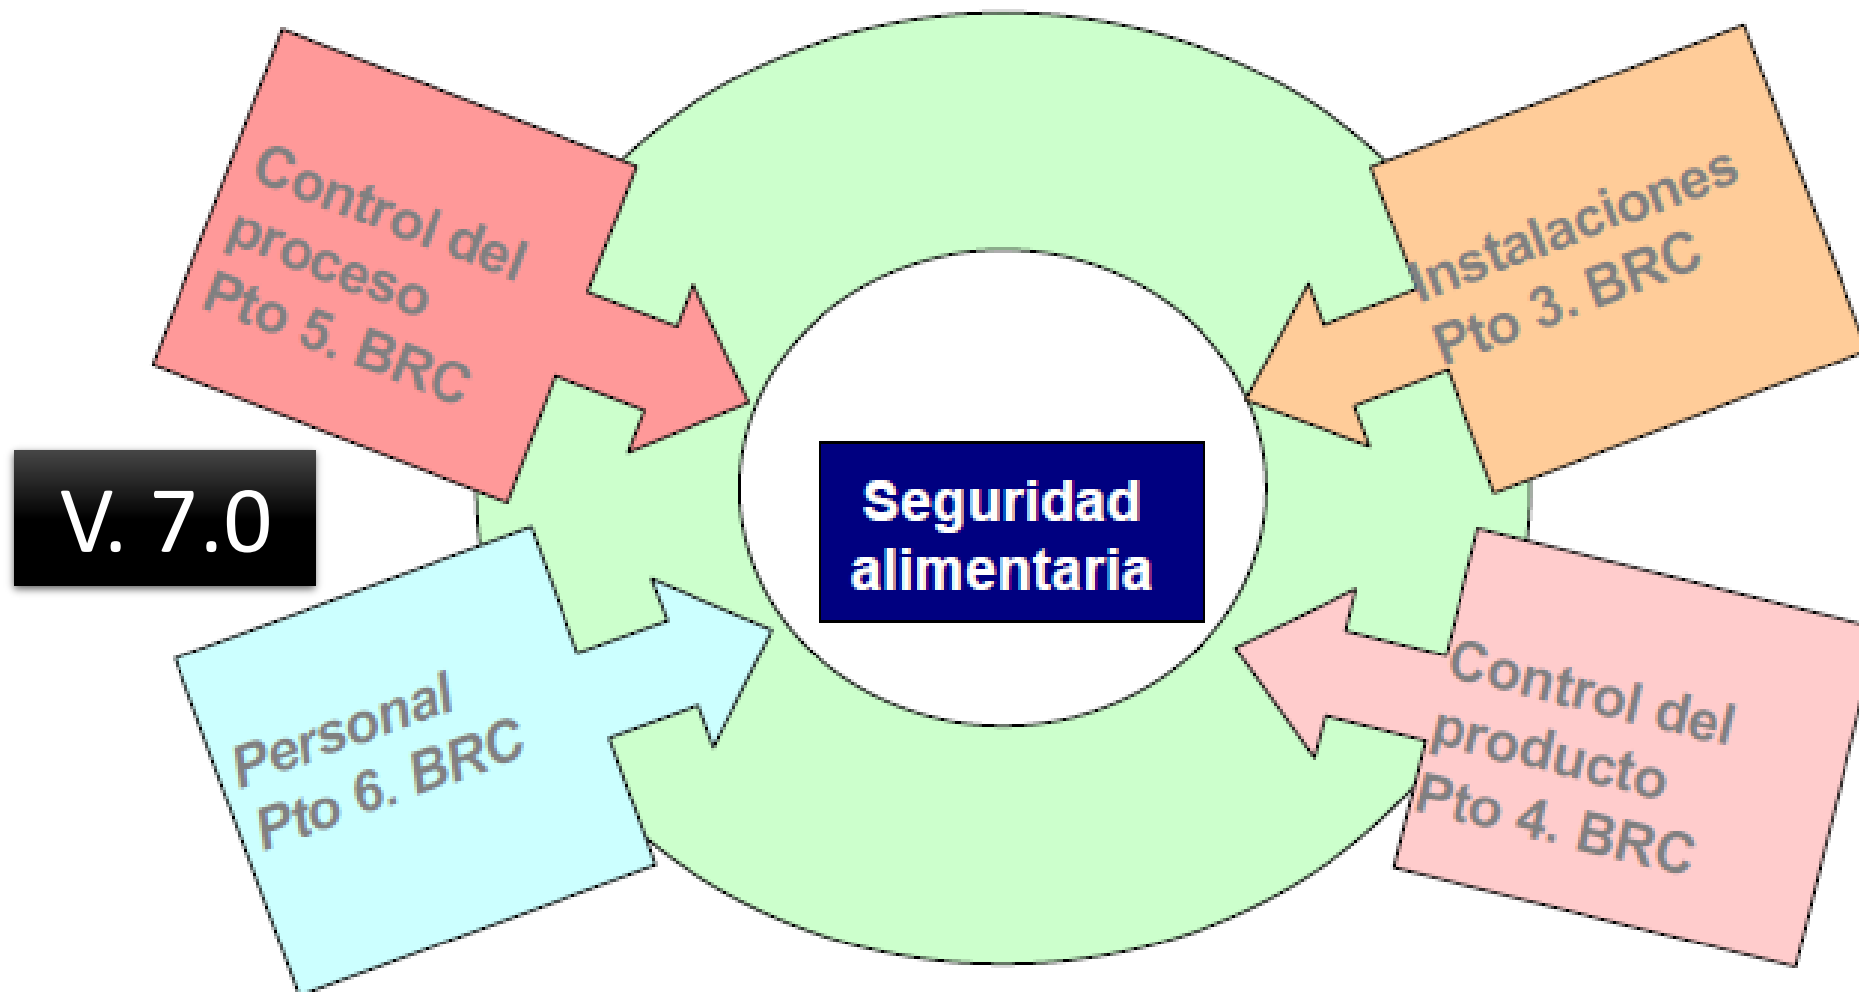 Control del
proceso
Pto 5. BRC
Instalaciones
Pto 3. BRC
V. 7.0
Seguridad
alimentaria
Personal
Pto 6. BRC
Control del
producto
Pto 4. BRC